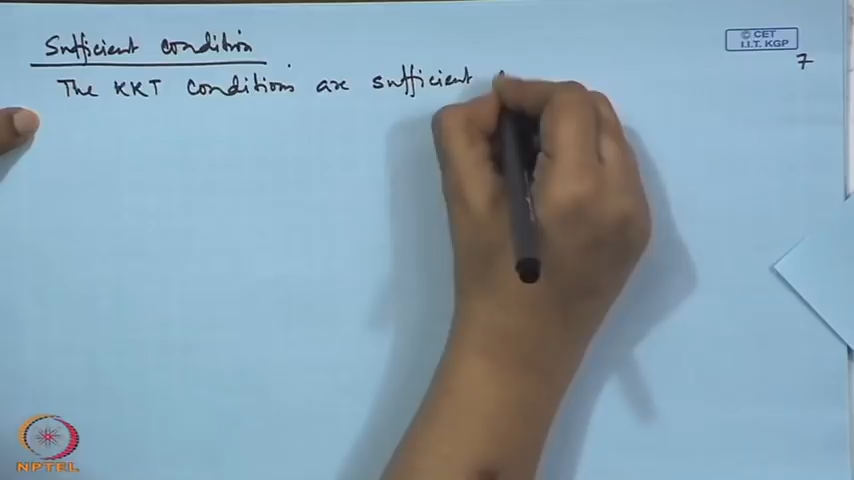 Sufficient condition
© CET
I.I.T. KGP
7
The KKT conditions are sufficient
NPTEL